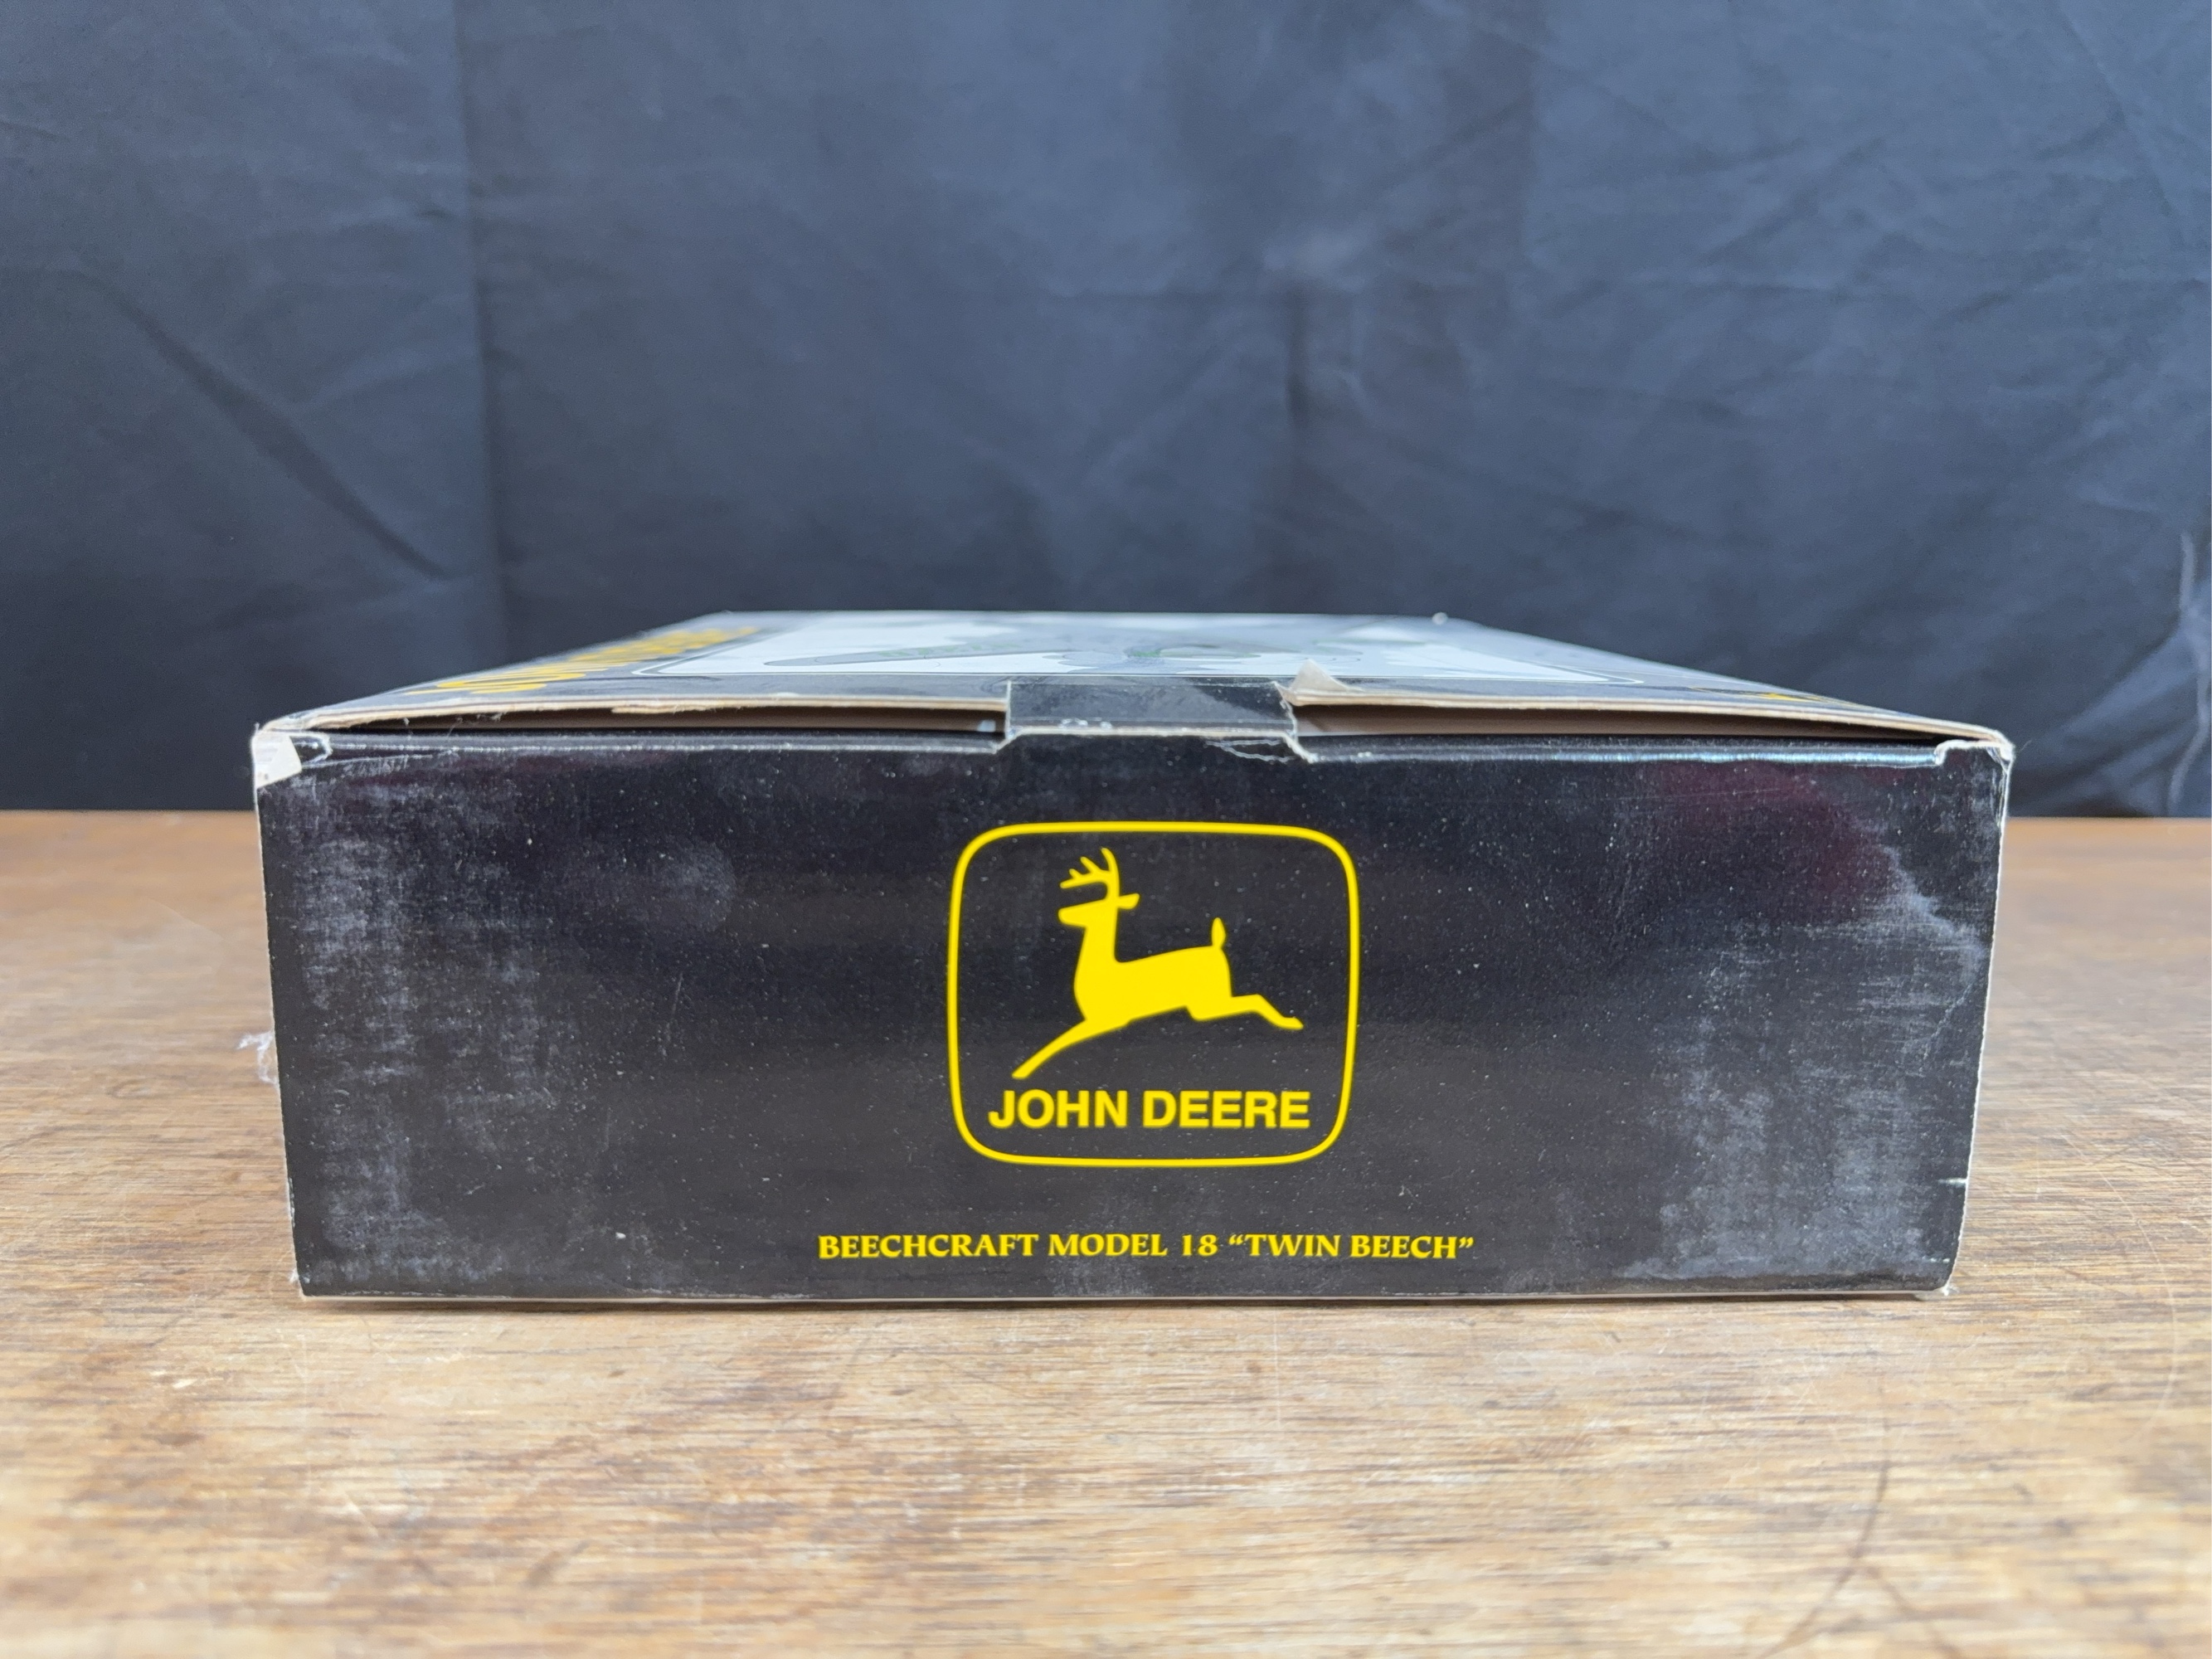 JOHN DEERE
BEECHCRAFT MODEL 18 “TWIN BEECH”